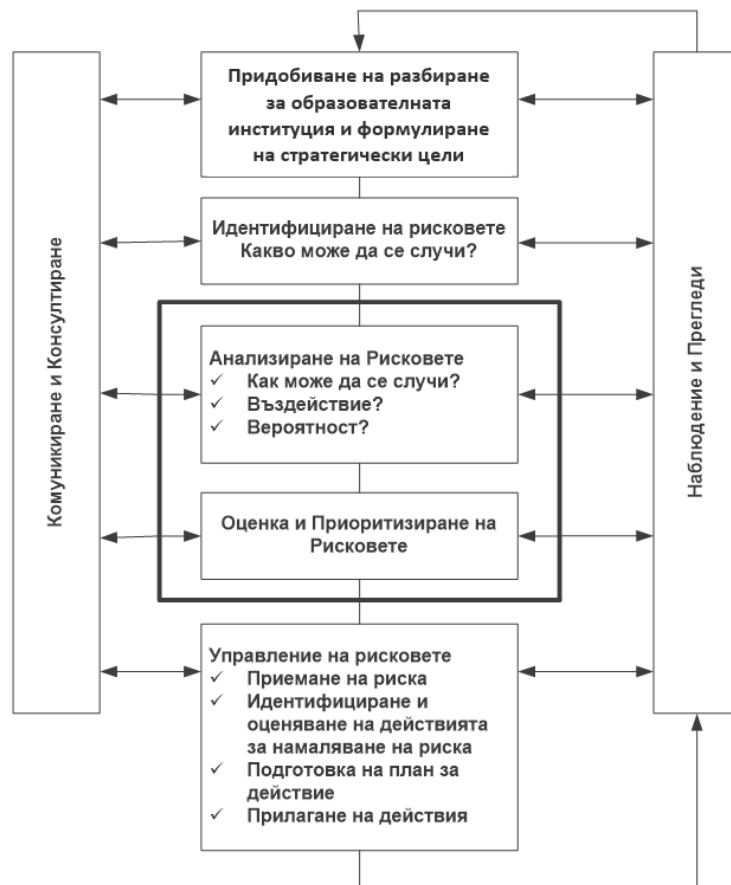 Придобиване на разбиране
за образователната
институция и формулиране
на стратегически цели
Комуникиране и Консултиране
Наблюдение и Прегледи
Идентифициране на рисковете
Какво може да се случи?
Анализиране на Рисковете
✓ Как може да се случи?
✓ Въздействие?
✓ Вероятност?
Оценка и Приоритизиране на
Рисковете
Управление на рисковете
✓ Приемане на риска
✓ Идентифициране и
оценяване на действията
за намаляване на риска
✓ Подготовка на план за
действие
✓ Прилагане на действия